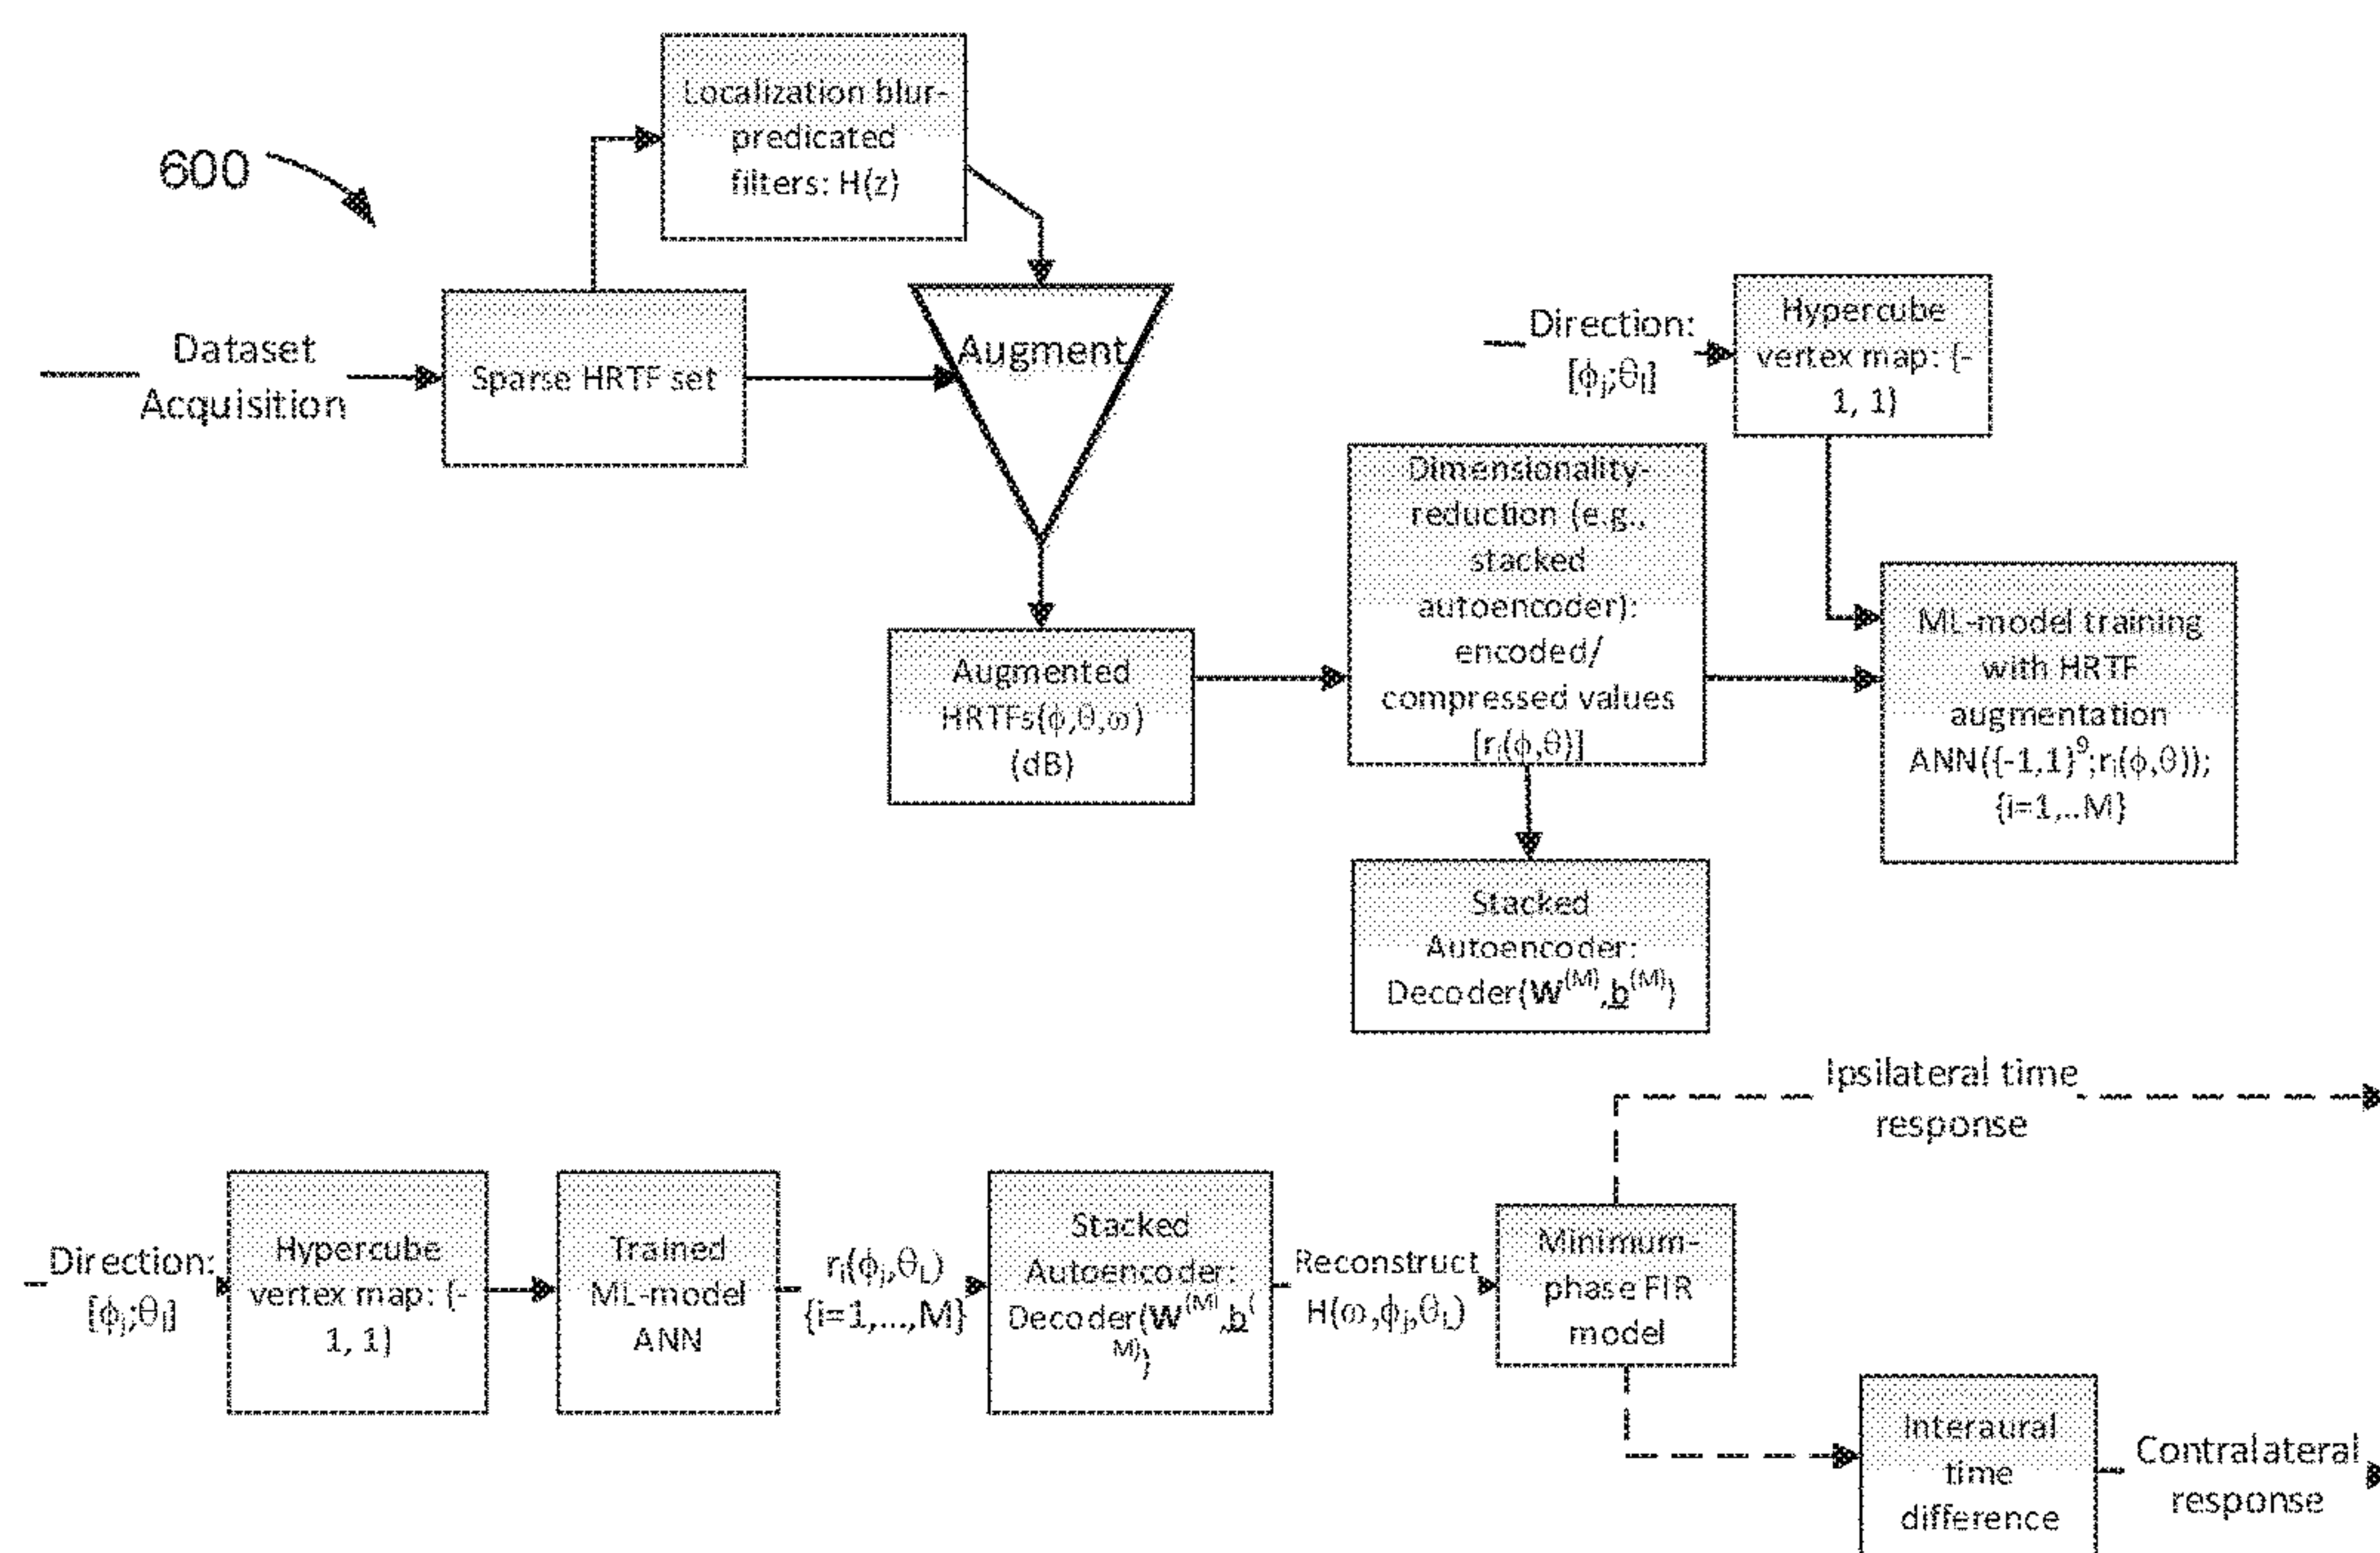 600
Localization blur-
predicated
filters: H(z)
Dataset
Acquisition
Sparse HRTF set
Augment
Direction:
[ϕj;θl]
Hypercube
vertex map: {-
1, 1}
Augmented
HRTFs(ϕ,θ,ω)
(dB)
Dimensionality-
reduction (e.g.,
stacked
autoencoder):
encoded/
compressed values
[ri(ϕ,θ)]
ML-model training
with HRTF
augmentation
ANN({-1,1}^9;ri(ϕ,θ));
{i=1,..M}
Stacked
Autoencoder:
Decoder(W^(M),b^(M))
Direction:
[ϕj;θl]
Hypercube
vertex map: {-
1, 1}
Trained
ML-model
ANN
ri(ϕj,θL)
{i=1,...,M}
Stacked
Autoencoder:
Decoder(W^(M),b^(
M))
Reconstruct
H(ω,ϕj,θL)
Minimum-
phase FIR
model
Ipsilateral time
response
Interaural
time
difference
Contralateral
response